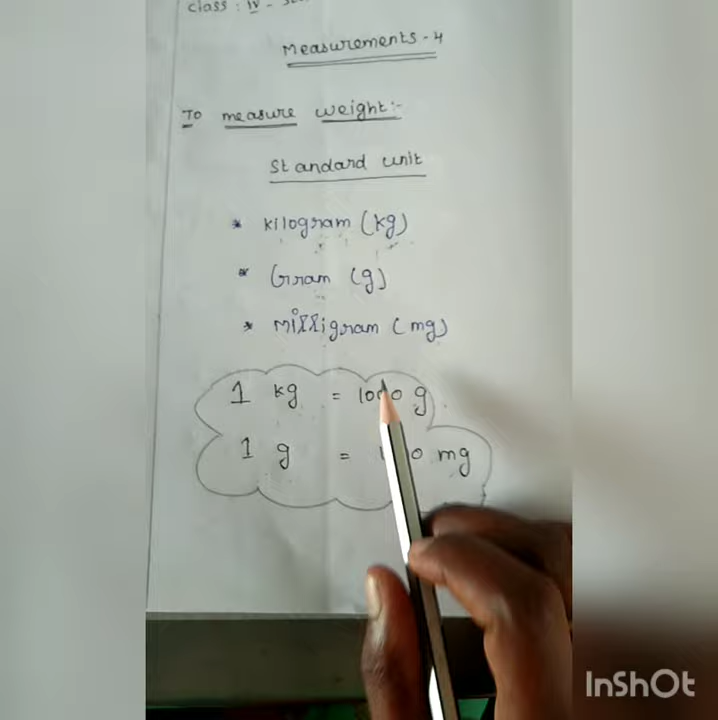 class : IV -
Measurements - 4
To measure weight:-
Standard unit
* kilogram (kg)
* Gram (g)
* Milligram (mg)
1 kg = 1000 g
1 g = mg
InShOt